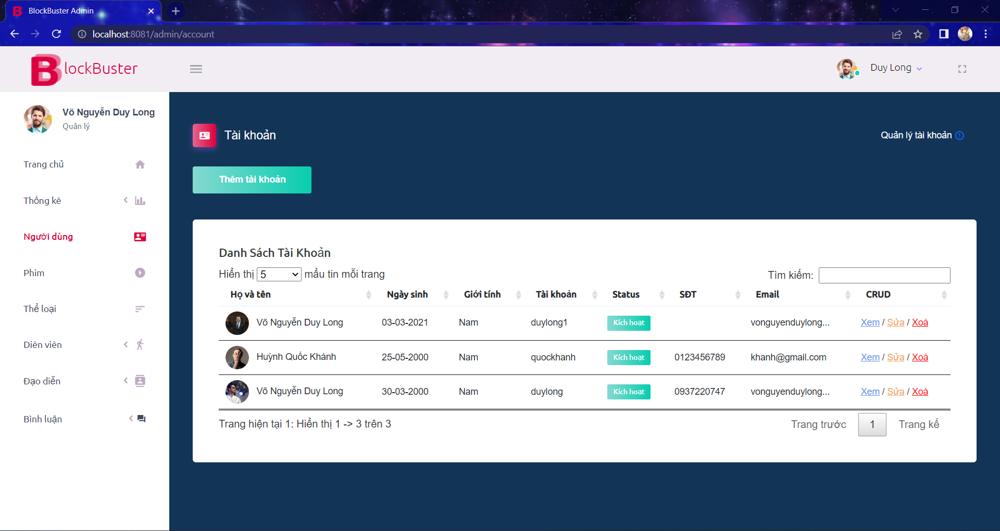 BlockBuster Admin
localhost:8081/admin/account
BlockBuster
Duy Long
Võ Nguyễn Duy Long
Quản lý
Trang chủ
Thống kê
Người dùng
Phim
Thể loại
Diên viên
Đạo diễn
Bình luận
Tài khoản
Quản lý tài khoản
Thêm tài khoản
Danh Sách Tài Khoản
Hiển thị 5 mẩu tin mỗi trang
Tìm kiếm:
Họ và tên Ngày sinh Giới tính Tài khoản Status SĐT Email CRUD
Võ Nguyễn Duy Long 03-03-2021 Nam duylong1 Kích hoạt vonguyenduylong... Xem / Sửa / Xoá
Huỳnh Quốc Khánh 25-05-2000 Nam quockhanh Kích hoạt 0123456789 khanh@gmail.com Xem / Sửa / Xoá
Võ Nguyễn Duy Long 30-03-2000 Nam duylong Kích hoạt 0937220747 vonguyenduylong... Xem / Sửa / Xoá
Trang hiện tại 1: Hiển thị 1 -> 3 trên 3
Trang trước 1 Trang kế